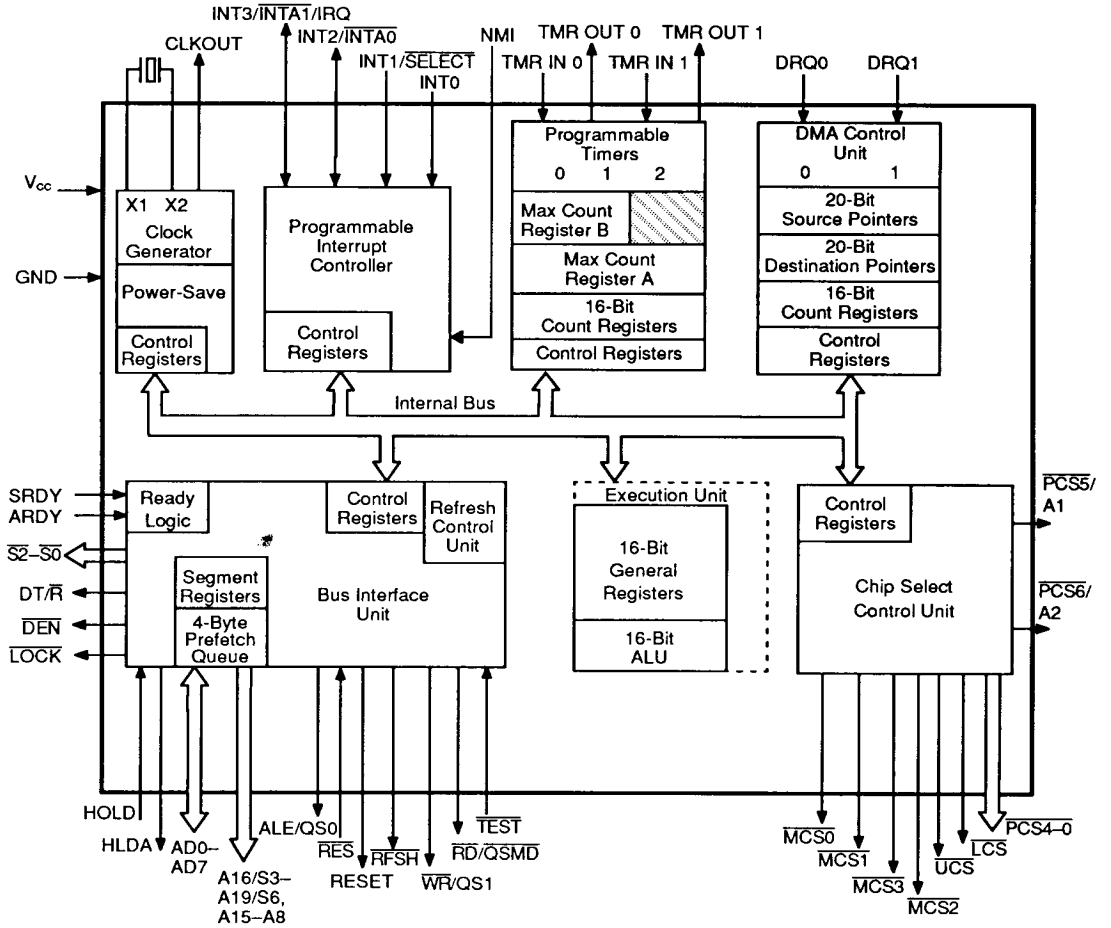 INT3/INTA1/IRQ
INT2/INTA0
CLKOUT
INT1/SELECT
INT0
NMI
TMR OUT 0
TMR OUT 1
TMR IN 0
TMR IN 1
DRQ0
DRQ1
Vcc
GND
X1 X2
Clock
Generator
Power-Save
Control
Registers
Programmable
Interrupt
Controller
Control
Registers
Programmable
Timers
0 1 2
Max Count
Register B
Max Count
Register A
16-Bit
Count Registers
Control Registers
DMA Control
Unit
0 1
20-Bit
Source Pointers
20-Bit
Destination Pointers
16-Bit
Count Registers
Control
Registers
Internal Bus
SRDY
ARDY
S2–S0
DT/R
DEN
LOCK
Ready
Logic
Control
Registers
Refresh
Control
Unit
Segment
Registers
4-Byte
Prefetch
Queue
Bus Interface
Unit
Execution Unit
16-Bit
General
Registers
16-Bit
ALU
Control
Registers
Chip Select
Control Unit
PCS5/
A1
PCS6/
A2
HOLD
HLDA
AD0–
AD7
A16/S3–
A19/S6,
A15–A8
ALE/QS0
RES
RESET
RFSH
WR/QS1
RD/QSMD
TEST
MCS0
MCS1
MCS3
MCS2
UCS
LCS
PCS4–0